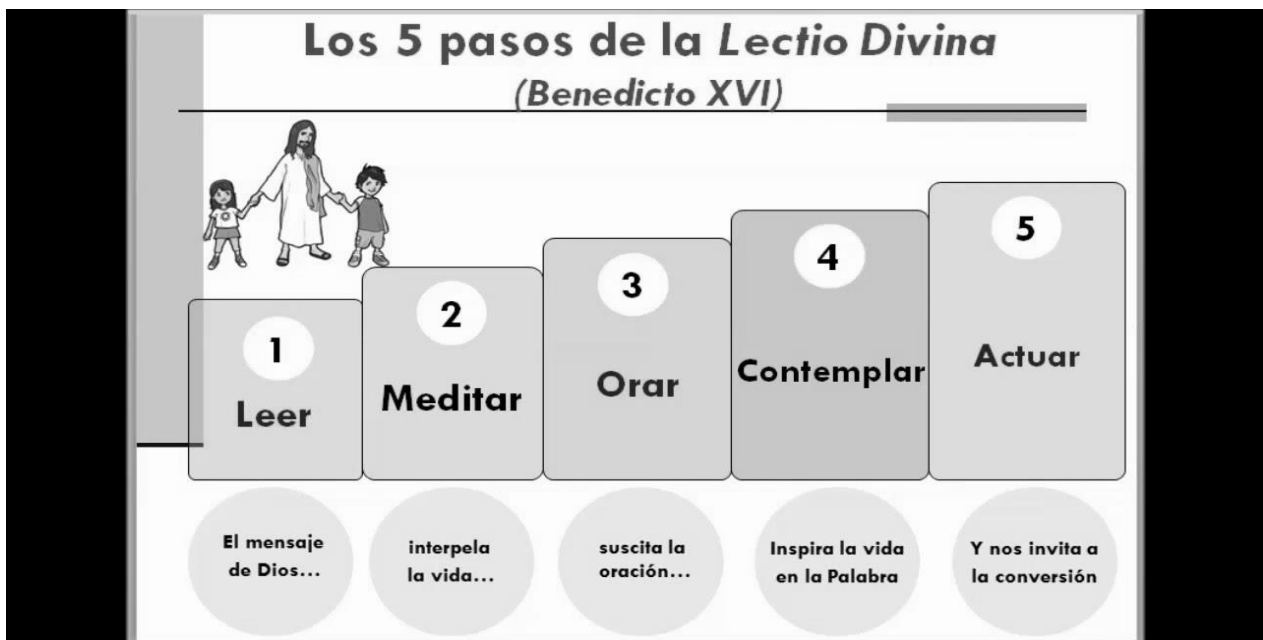 Los 5 pasos de la Lectio Divina
(Benedicto XVI)
1
Leer
2
Meditar
3
Orar
4
Contemplar
5
Actuar
El mensaje
de Dios...
interpela
la vida...
suscita la
oración...
Inspira la vida
en la Palabra
Y nos invita a
la conversión